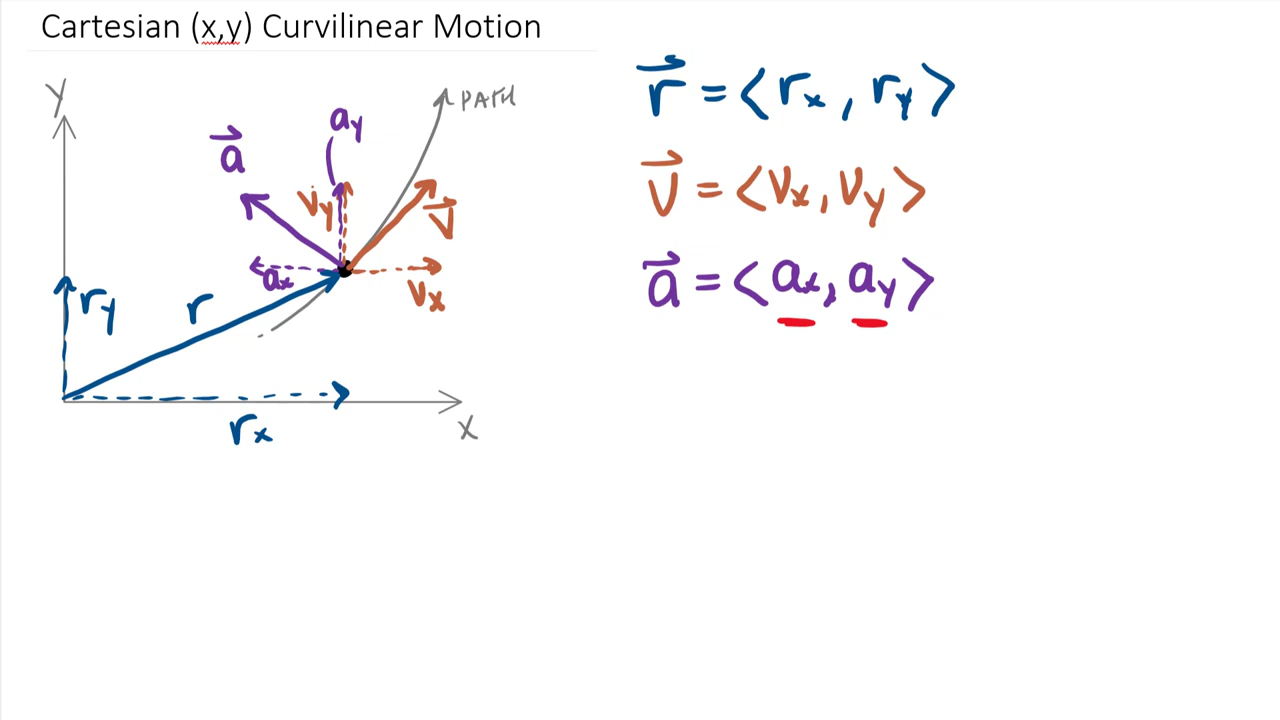 Cartesian (x,y) Curvilinear Motion
y
PATH
a⃗
ay
vy
v⃗
ax
vx
ry
r
rx
x
r⃗ = ⟨rx, ry⟩
v⃗ = ⟨vx, vy⟩
a⃗ = ⟨ax, ay⟩